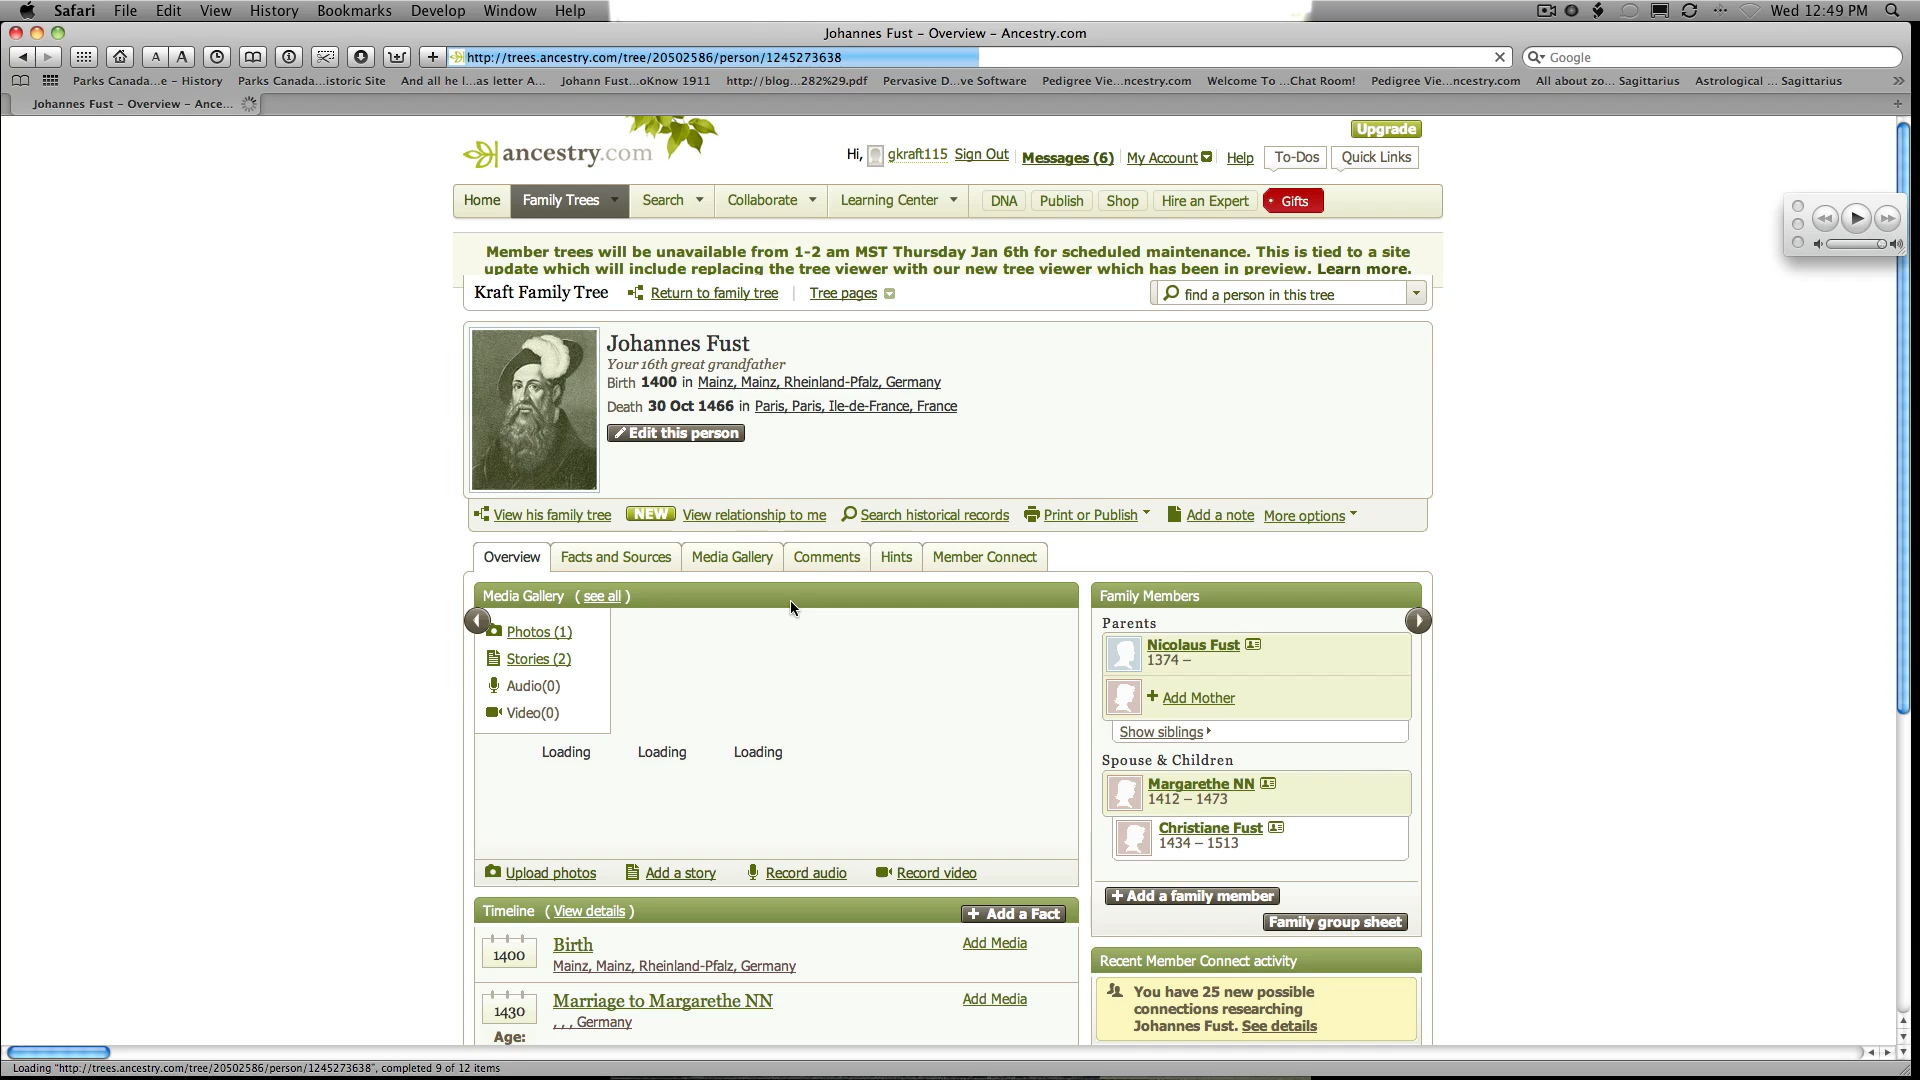 Safari File Edit View History Bookmarks Develop Window Help Wed 12:49 PM
Johannes Fust – Overview – Ancestry.com
A A http://trees.ancestry.com/tree/20502586/person/1245273638 Google
Parks Canada...e – History Parks Canada...istoric Site And all he l...as letter A... Johann Fust...oKnow 1911 http://blog...282%29.pdf Pervasive D...ve Software Pedigree Vie...ncestry.com Welcome To ...Chat Room! Pedigree Vie...ncestry.com All about zo... Sagittarius Astrological ... Sagittarius
Johannes Fust – Overview – Ance...
Upgrade
ancestry.com
Hi, gkraft115 Sign Out Messages (6) My Account Help To-Dos Quick Links
Home Family Trees Search Collaborate Learning Center DNA Publish Shop Hire an Expert Gifts
Member trees will be unavailable from 1-2 am MST Thursday Jan 6th for scheduled maintenance. This is tied to a site
update which will include replacing the tree viewer with our new tree viewer which has been in preview. Learn more.
Kraft Family Tree Return to family tree | Tree pages find a person in this tree
Johannes Fust
Your 16th great grandfather
Birth 1400 in Mainz, Mainz, Rheinland-Pfalz, Germany
Death 30 Oct 1466 in Paris, Paris, Ile-de-France, France
Edit this person
View his family tree NEW View relationship to me Search historical records Print or Publish Add a note More options
Overview Facts and Sources Media Gallery Comments Hints Member Connect
Media Gallery ( see all )
Photos (1)
Stories (2)
Audio(0)
Video(0)
Loading Loading Loading
Upload photos Add a story Record audio Record video
Timeline ( View details ) + Add a Fact
1400 Birth Add Media
Mainz, Mainz, Rheinland-Pfalz, Germany
1430 Marriage to Margarethe NN Add Media
, , , Germany
Age:
Family Members
Parents
Nicolaus Fust
1374 –
+ Add Mother
Show siblings
Spouse & Children
Margarethe NN
1412 – 1473
Christiane Fust
1434 – 1513
+ Add a family member
Family group sheet
Recent Member Connect activity
You have 25 new possible
connections researching
Johannes Fust. See details
Loading "http://trees.ancestry.com/tree/20502586/person/1245273638", completed 9 of 12 items